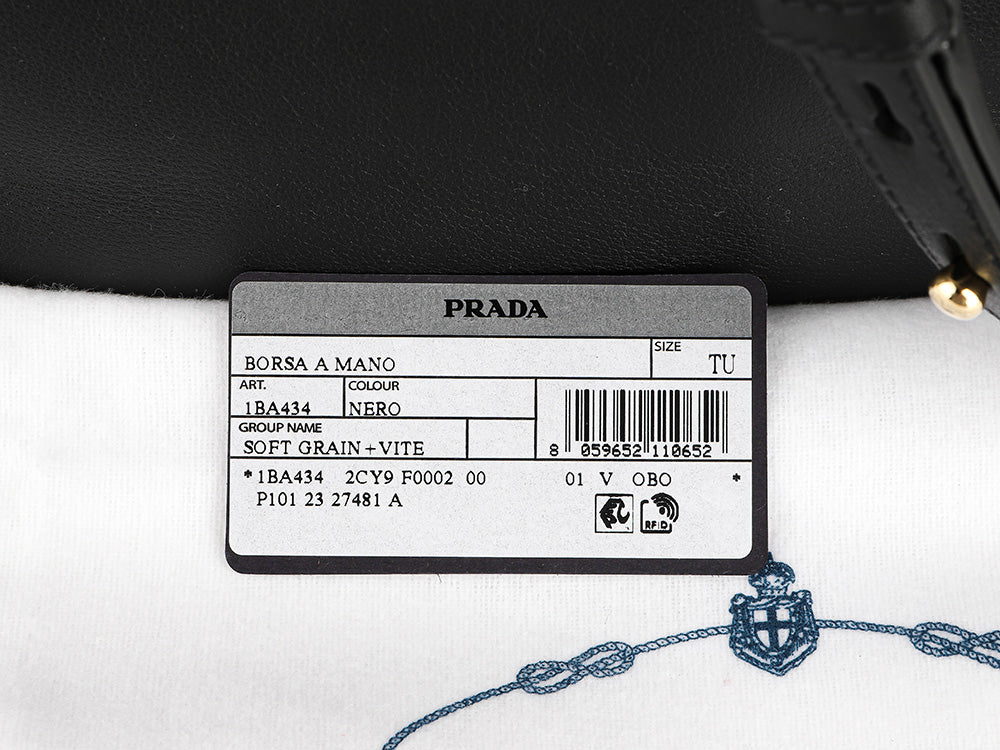 PRADA
BORSA A MANO
SIZE
TU
ART.
1BA434
COLOUR
NERO
GROUP NAME
SOFT GRAIN+VITE
8 059652 110652
*1BA434 2CY9 F0002 00 01 V OBO *
P101 23 27481 A
RFID